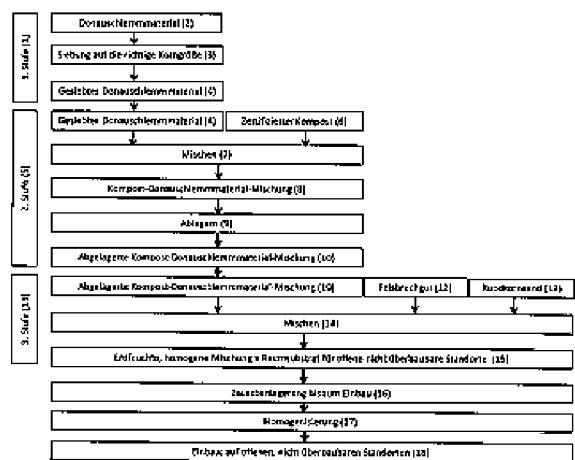 1. Stufe (1)
Donauschlemmmaterial (2)
Siebung auf die richtige Korngröße (3)
Gesiebtes Donauschlemmmaterial (4)
2. Stufe (5)
Gesiebtes Donauschlemmmaterial (4)
Zertifizierter Kompost (6)
Mischen (7)
Kompost-Donauschlemmmaterial-Mischung (8)
Ablagern (9)
Abgelagerte Kompost-Donauschlemmmaterial-Mischung (10)
3. Stufe (11)
Abgelagerte Kompost-Donauschlemmmaterial-Mischung (10)
Felsbrechgut (12)
Rundkornsand (13)
Mischen (14)
Erdfeuchte, homogene Mischung = Baumsubstrat für offene nicht überbaubare Standorte (15)
Zwischenlagerung bis zum Einbau (16)
Homogenisierung (17)
Einbau auf offenen, nicht überbaubaren Standorten (18)